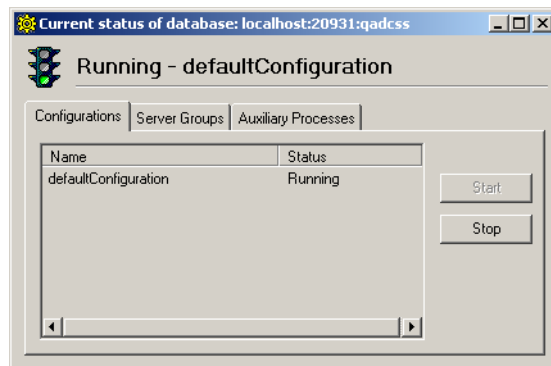 Current status of database: localhost:20931:qadcss
Running - defaultConfiguration
Configurations Server Groups Auxiliary Processes
Name Status
defaultConfiguration Running
Start
Stop